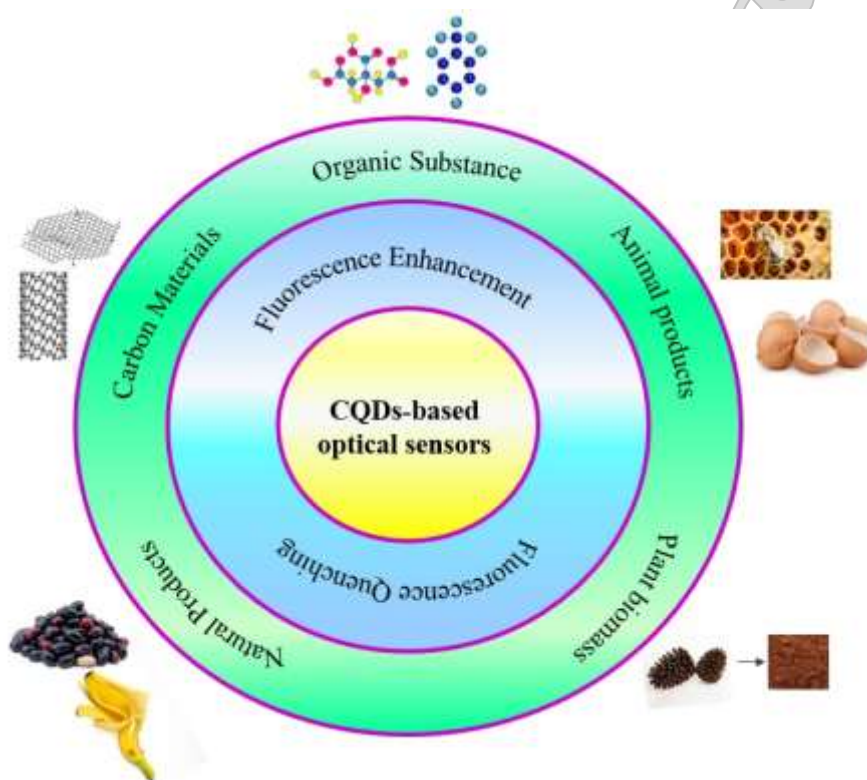 Organic Substance
Carbon Materials
Animal products
Fluorescence Enhancement
CQDs-based
optical sensors
Fluorescence Quenching
Natural Products
Plant biomass